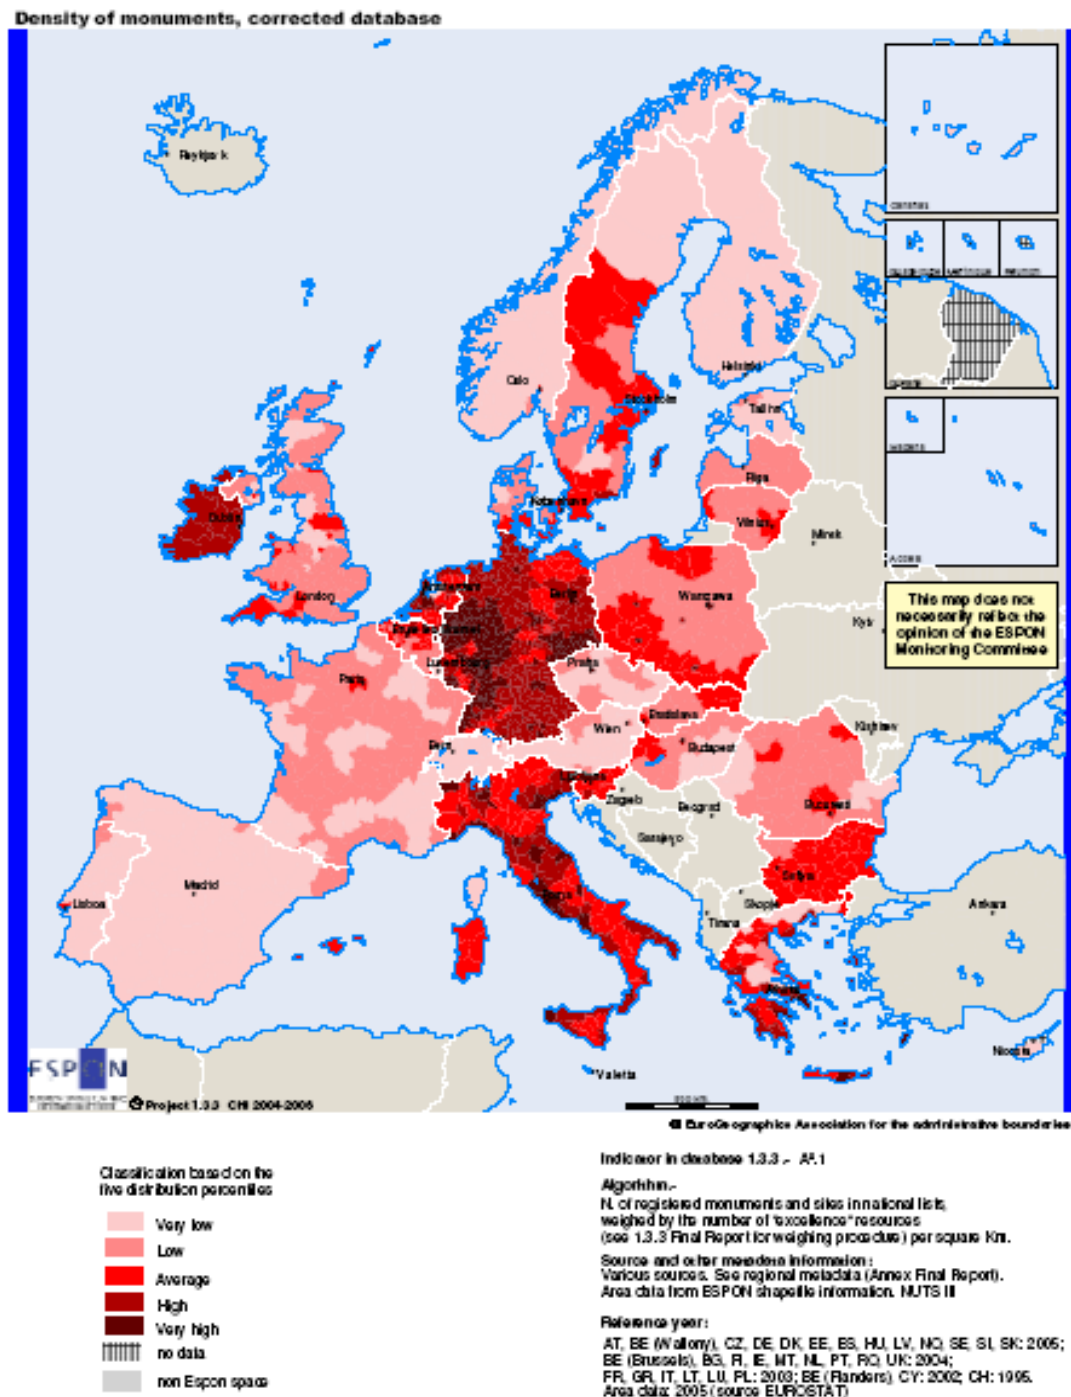 Density of monuments, corrected database
Reykjavik
Oslo
Helsinki
Stockholm
Tallinn
Riga
Vilnius
Minsk
Dublin
London
Berlin
Warszawa
Kyiv
Paris
Praha
Wien
Bratislava
Budapest
Bern
Kishinev
Ljubljana
Zagreb
Beograd
Bucuresti
Sarajevo
Sofiya
Skopje
Tirana
Roma
Madrid
Lisboa
Ankara
Nicosia
Valetta
This map does not
necessarily reflect the
opinion of the ESPON
Monitoring Committee
ESPON
© Project 1.3.3 CHI 2004-2006
© EuroGeographics Association for the administrative boundaries
Classification based on the
five distribution percentiles
Very low
Low
Average
High
Very high
no data
non Espon space
Indicator in database 1.3.3.-
Algorithm.-
N. of registered monuments and sites in national lists,
weighed by the number of "excellence" resources
(see 1.3.3 Final Report for weighing procedure) per square Km.
Source and other metadata information:
Various sources. See regional metadata (Annex Final Report).
Area data from ESPON shapefile information. NUTS III
Reference year:
AT, BE (Wallony), CZ, DE, DK, EE, ES, HU, LV, NO, SE, SI, SK: 2005;
BE (Brussels), BG, FI, IE, MT, NL, PT, RO, UK: 2004;
FR, GR, IT, LT, LU, PL: 2003; BE (Flanders), CY: 2002; CH: 1995.
Area data: 2005 (source EUROSTAT)